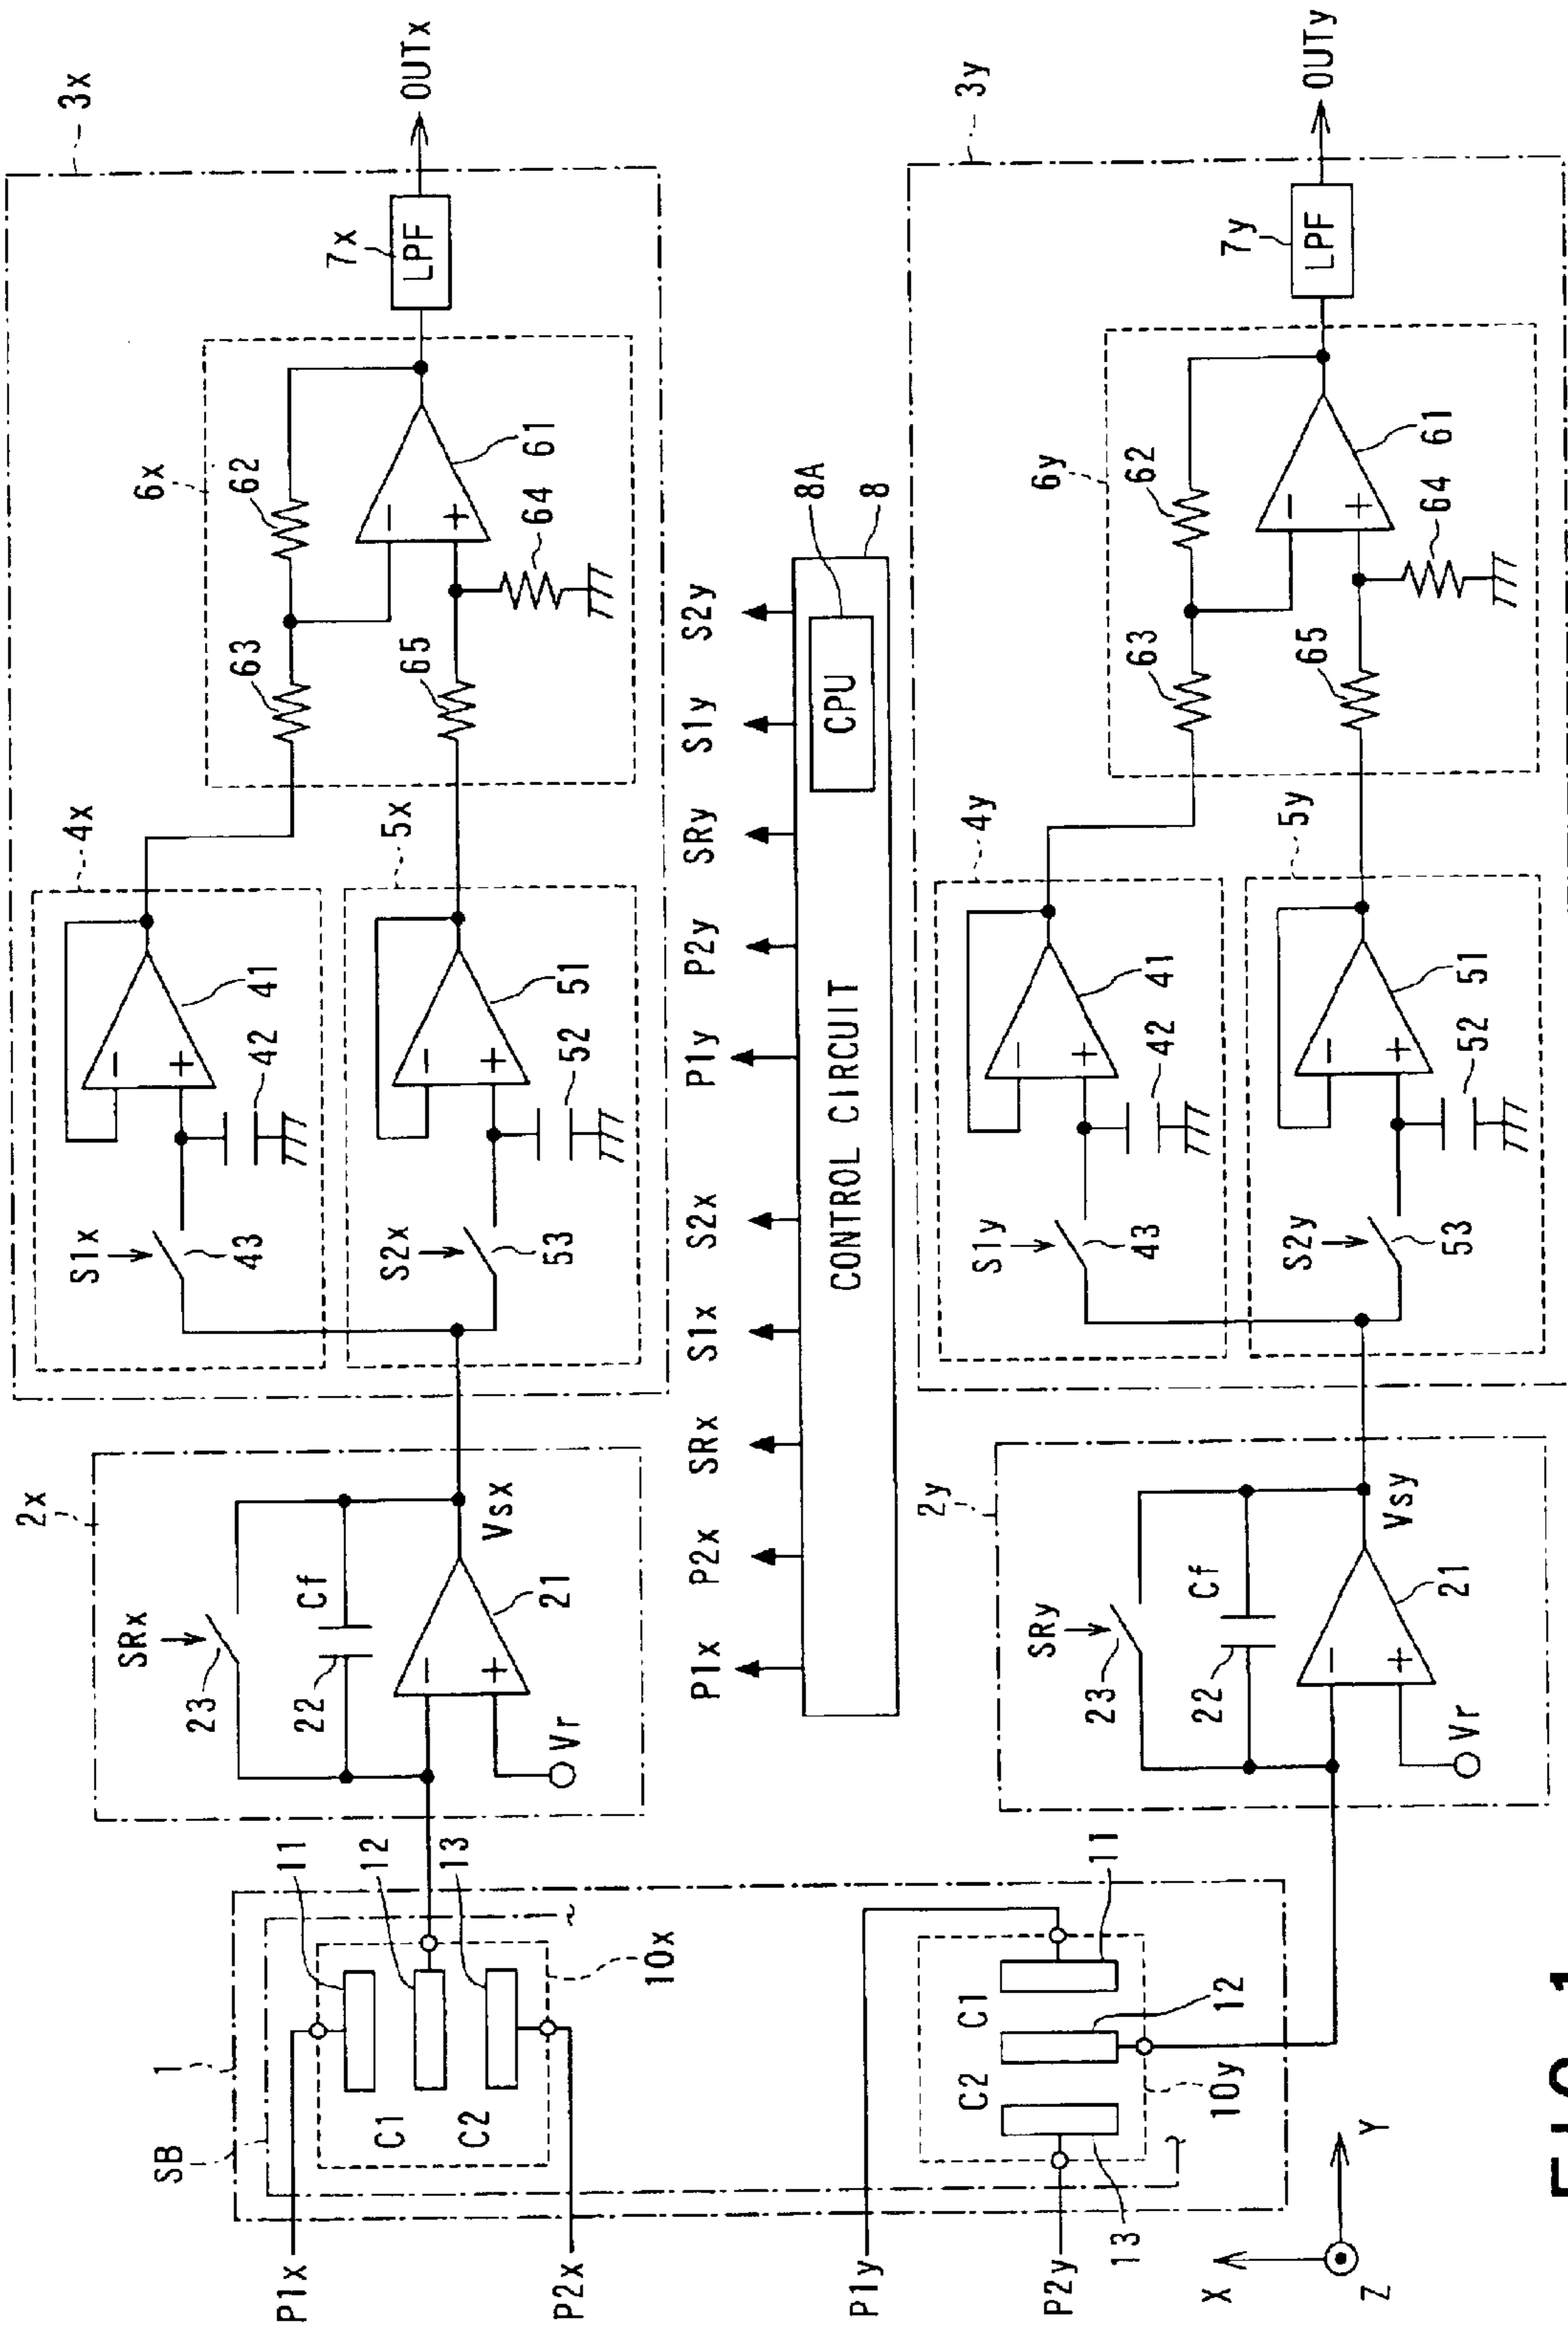 3x
2x
4x
6x
7x
SRx
S1x
41
62
LPF
OUTx
23
43
42
63
61
Cf
22
5x
SB
1
11
P1x
12
Vsx
S2x
51
65
64
C1
13
21
53
52
C2
Vr
10x
P2x
P1x
P2x
SRx
S1x
S2x
P1y
P2y
SRy
S1y
S2y
8A
CONTROL CIRCUIT
CPU
8
3y
2y
4y
6y
7y
SRy
S1y
41
62
LPF
OUTy
23
43
42
63
61
Cf
22
5y
P1y
11
Vsy
S2y
51
65
64
C2
C1
12
21
53
52
P2y
13
10y
Vr
X
Y
Z